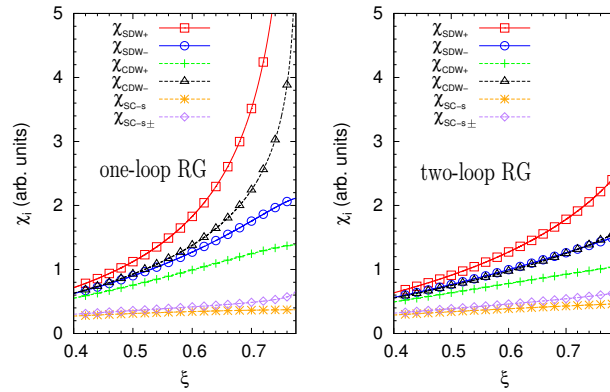 5
4
3
2
1
0
χi (arb. units)
χSDW+
χSDW−
χCDW+
χCDW−
χSC−s
χSC−s±
one-loop RG
0.4 0.5 0.6 0.7
ξ
5
4
3
2
1
0
χi (arb. units)
χSDW+
χSDW−
χCDW+
χCDW−
χSC−s
χSC−s±
two-loop RG
0.4 0.5 0.6 0.7
ξ